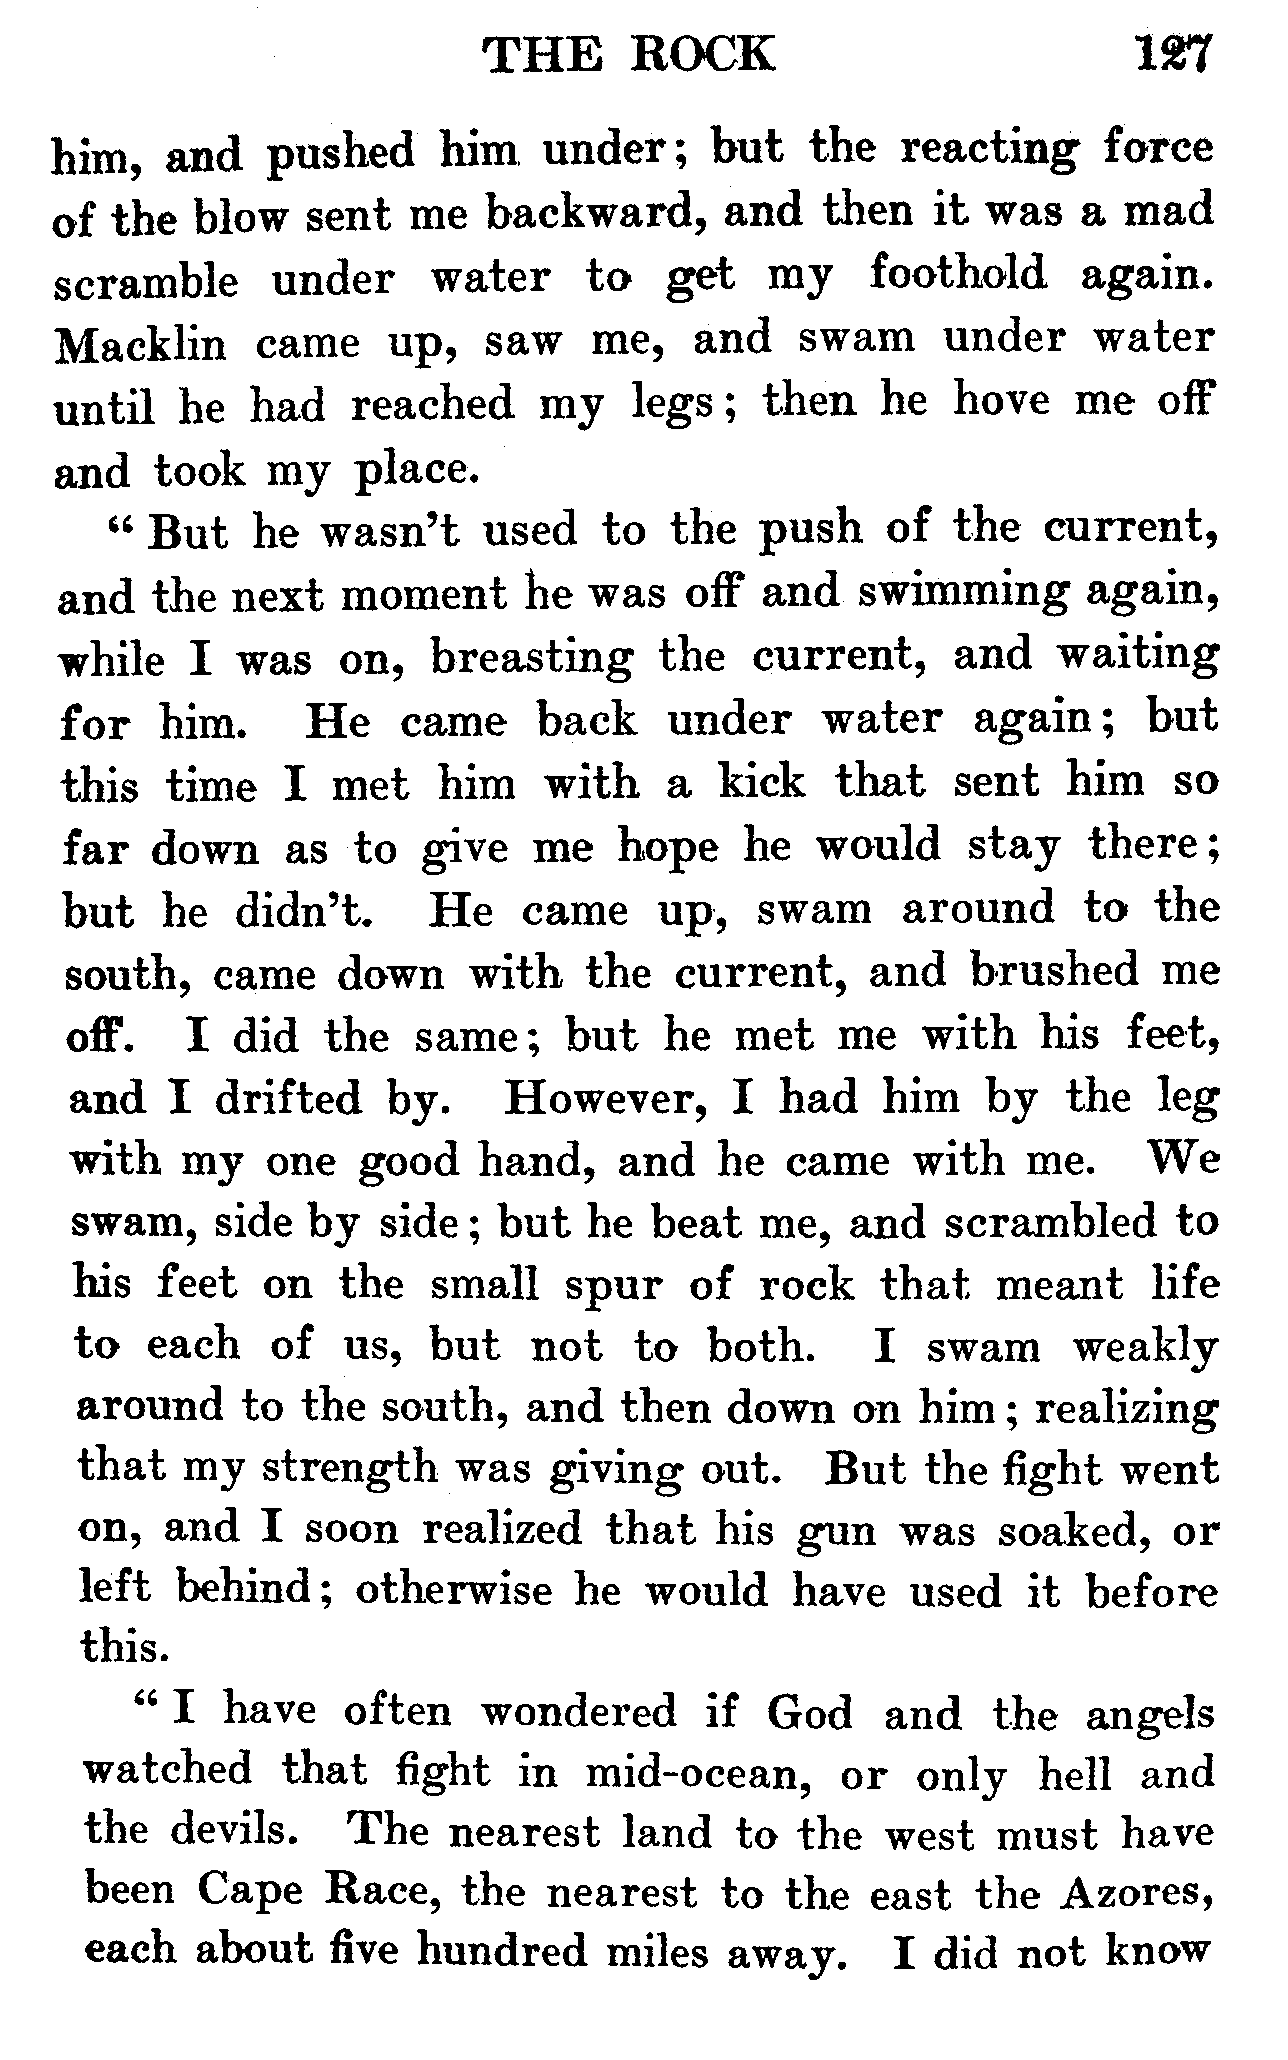 THE ROCK 127
him, and pushed him under; but the reacting force
of the blow sent me backward, and then it was a mad
scramble under water to get my foothold again.
Macklin came up, saw me, and swam under water
until he had reached my legs; then he hove me off
and took my place.
“But he wasn’t used to the push of the current,
and the next moment he was off and swimming again,
while I was on, breasting the current, and waiting
for him. He came back under water again; but
this time I met him with a kick that sent him so
far down as to give me hope he would stay there;
but he didn’t. He came up, swam around to the
south, came down with the current, and brushed me
off. I did the same; but he met me with his feet,
and I drifted by. However, I had him by the leg
with my one good hand, and he came with me. We
swam, side by side; but he beat me, and scrambled to
his feet on the small spur of rock that meant life
to each of us, but not to both. I swam weakly
around to the south, and then down on him; realizing
that my strength was giving out. But the fight went
on, and I soon realized that his gun was soaked, or
left behind; otherwise he would have used it before
this.
“I have often wondered if God and the angels
watched that fight in mid-ocean, or only hell and
the devils. The nearest land to the west must have
been Cape Race, the nearest to the east the Azores,
each about five hundred miles away. I did not know